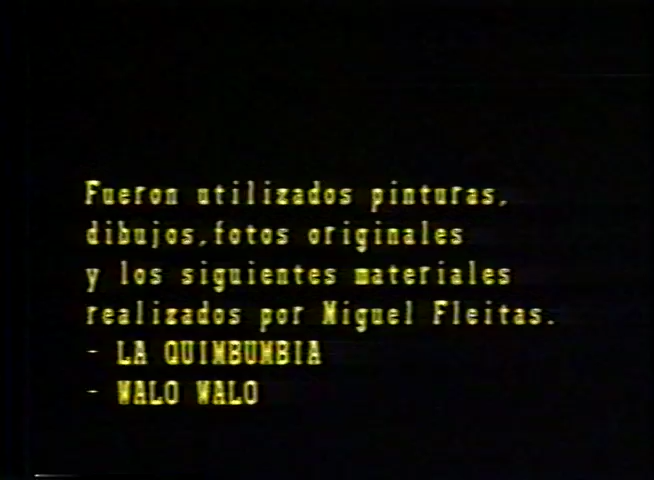 Fueron utilizados pinturas,
dibujos,fotos originales
y los siguientes materiales
realizados por Miguel Fleitas.
- LA QUIMBUMBIA
- WALO WALO